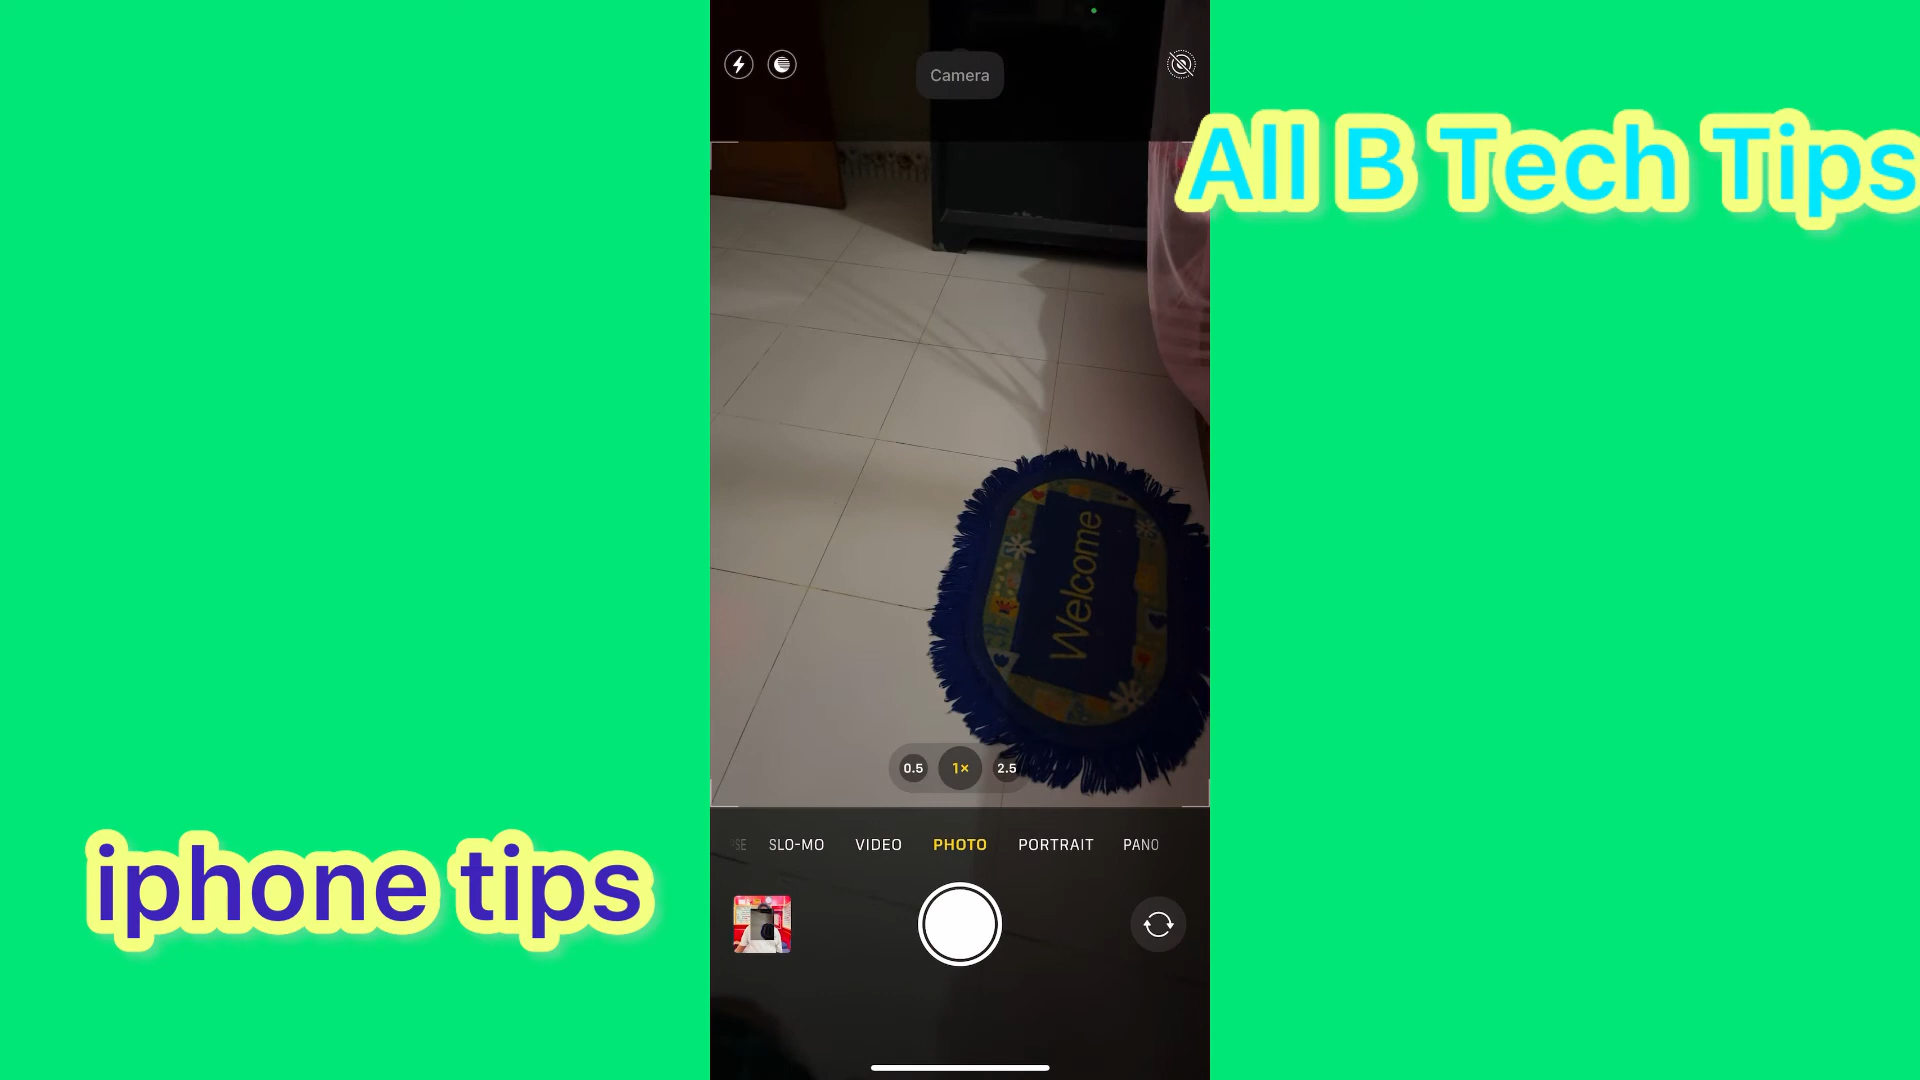 Camera
All B Tech Tips
Welcome
0.5 1× 2.5
SLO-MO VIDEO PHOTO PORTRAIT PANO
iphone tips